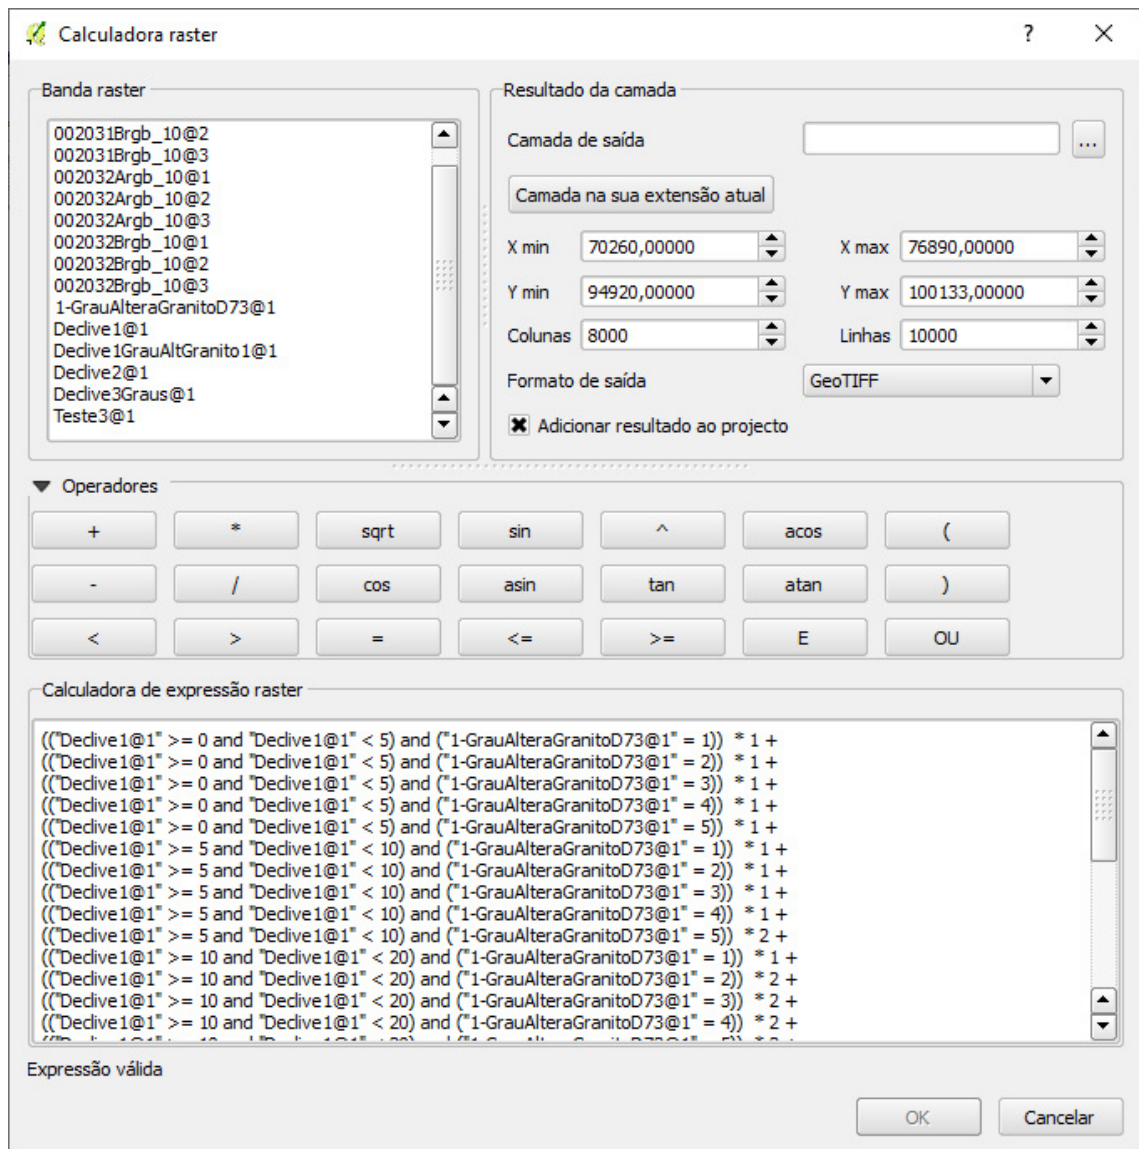 Calculadora raster
?
Banda raster
002031Brgb_10@2
002031Brgb_10@3
002032Argb_10@1
002032Argb_10@2
002032Argb_10@3
002032Brgb_10@1
002032Brgb_10@2
002032Brgb_10@3
1-GrauAlteraGranitoD73@1
Declive1@1
Declive1GrauAltGranito1@1
Declive2@1
Declive3Graus@1
Teste3@1
Resultado da camada
Camada de saída
...
Camada na sua extensão atual
X min 70260,00000 X max 76890,00000
Y min 94920,00000 Y max 100133,00000
Colunas 8000 Linhas 10000
Formato de saída GeoTIFF
Adicionar resultado ao projecto
Operadores
+ * sqrt sin ^ acos (
- / cos asin tan atan )
< > = <= >= E OU
Calculadora de expressão raster
(("Declive1@1" >= 0 and "Declive1@1" < 5) and ("1-GrauAlteraGranitoD73@1" = 1)) * 1 +
(("Declive1@1" >= 0 and "Declive1@1" < 5) and ("1-GrauAlteraGranitoD73@1" = 2)) * 1 +
(("Declive1@1" >= 0 and "Declive1@1" < 5) and ("1-GrauAlteraGranitoD73@1" = 3)) * 1 +
(("Declive1@1" >= 0 and "Declive1@1" < 5) and ("1-GrauAlteraGranitoD73@1" = 4)) * 1 +
(("Declive1@1" >= 0 and "Declive1@1" < 5) and ("1-GrauAlteraGranitoD73@1" = 5)) * 1 +
(("Declive1@1" >= 5 and "Declive1@1" < 10) and ("1-GrauAlteraGranitoD73@1" = 1)) * 1 +
(("Declive1@1" >= 5 and "Declive1@1" < 10) and ("1-GrauAlteraGranitoD73@1" = 2)) * 1 +
(("Declive1@1" >= 5 and "Declive1@1" < 10) and ("1-GrauAlteraGranitoD73@1" = 3)) * 1 +
(("Declive1@1" >= 5 and "Declive1@1" < 10) and ("1-GrauAlteraGranitoD73@1" = 4)) * 1 +
(("Declive1@1" >= 5 and "Declive1@1" < 10) and ("1-GrauAlteraGranitoD73@1" = 5)) * 2 +
(("Declive1@1" >= 10 and "Declive1@1" < 20) and ("1-GrauAlteraGranitoD73@1" = 1)) * 1 +
(("Declive1@1" >= 10 and "Declive1@1" < 20) and ("1-GrauAlteraGranitoD73@1" = 2)) * 2 +
(("Declive1@1" >= 10 and "Declive1@1" < 20) and ("1-GrauAlteraGranitoD73@1" = 3)) * 2 +
(("Declive1@1" >= 10 and "Declive1@1" < 20) and ("1-GrauAlteraGranitoD73@1" = 4)) * 2 +
Expressão válida
OK
Cancelar